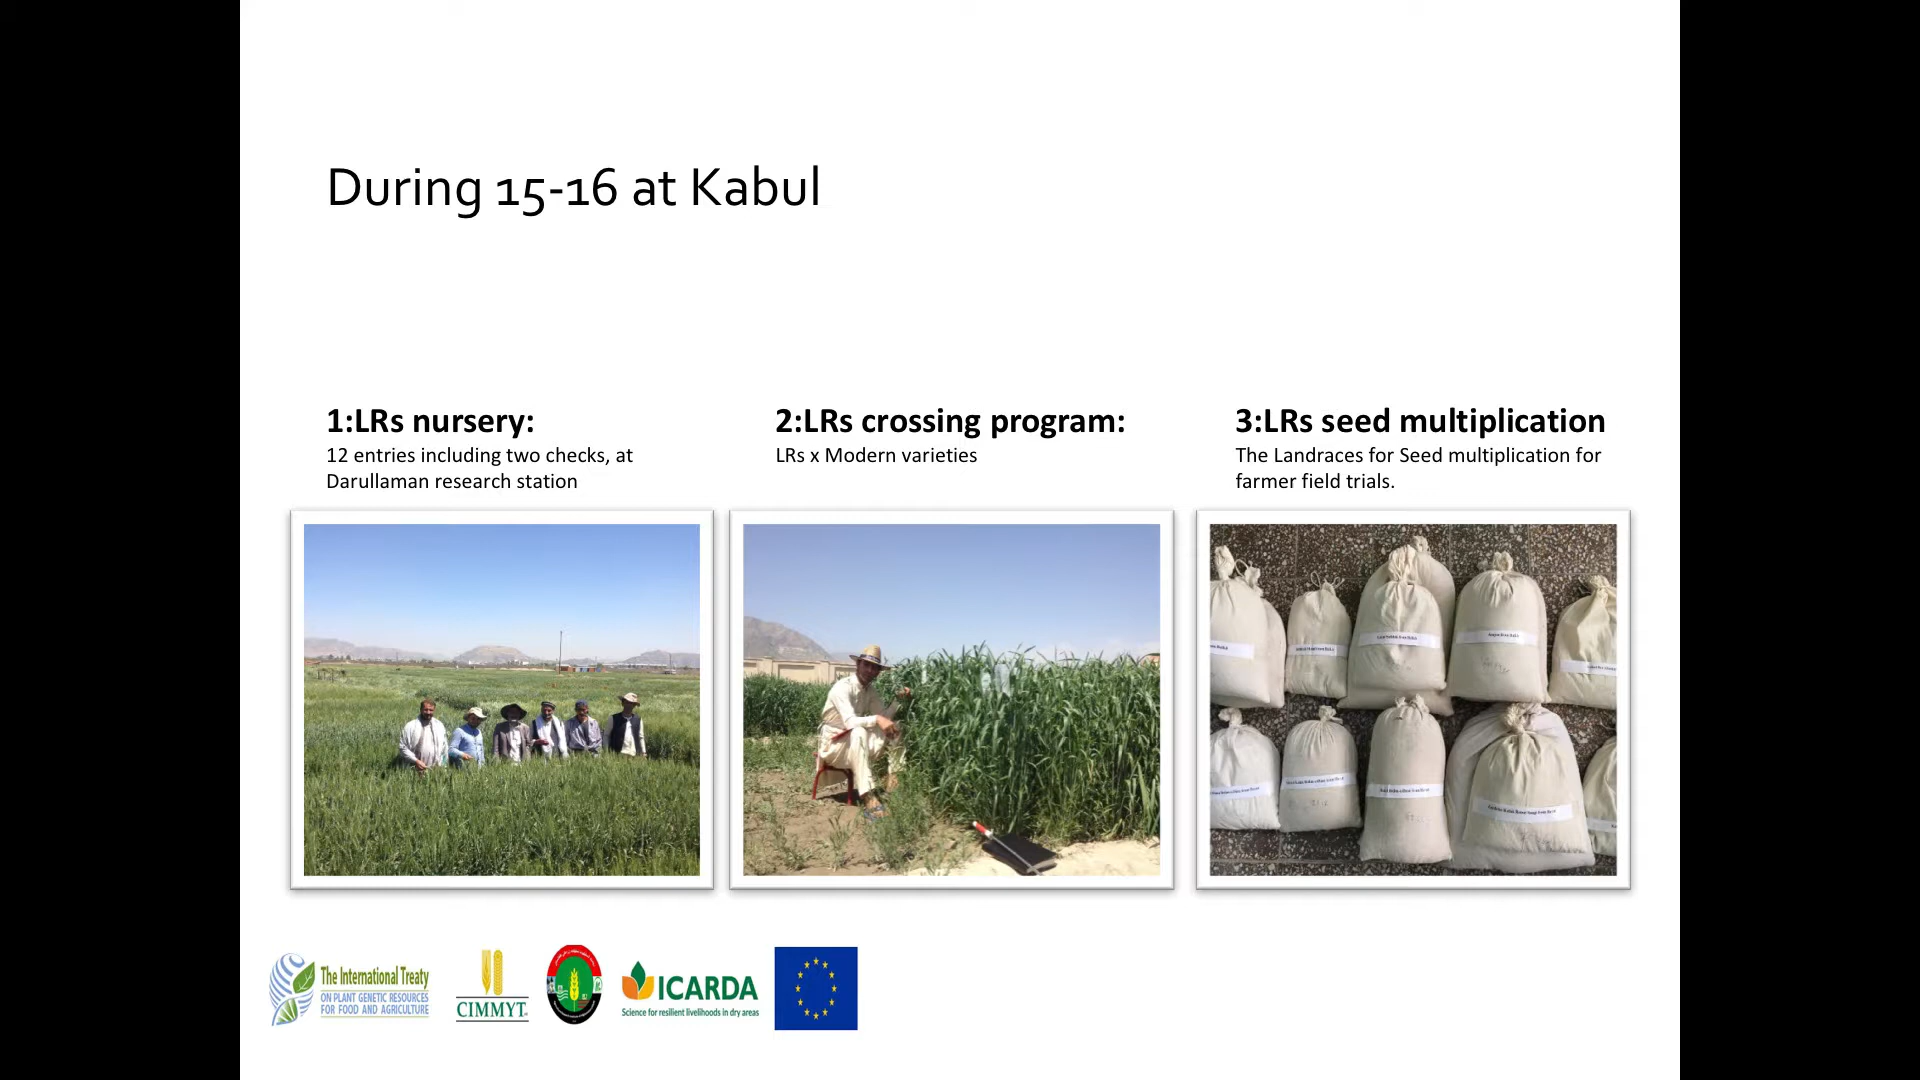 During 15-16 at Kabul
1:LRs nursery:
12 entries including two checks, at
Darullaman research station
2:LRs crossing program:
LRs x Modern varieties
3:LRs seed multiplication
The Landraces for Seed multiplication for
farmer field trials.
The International Treaty
ON PLANT GENETIC RESOURCES
FOR FOOD AND AGRICULTURE
CIMMYT
ICARDA
Science for resilient livelihoods in dry areas